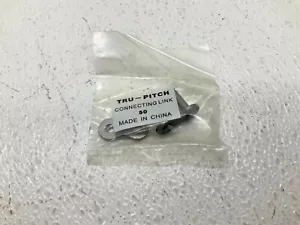 TRU-PITCH
CONNECTING LINK
50
MADE IN CHINA